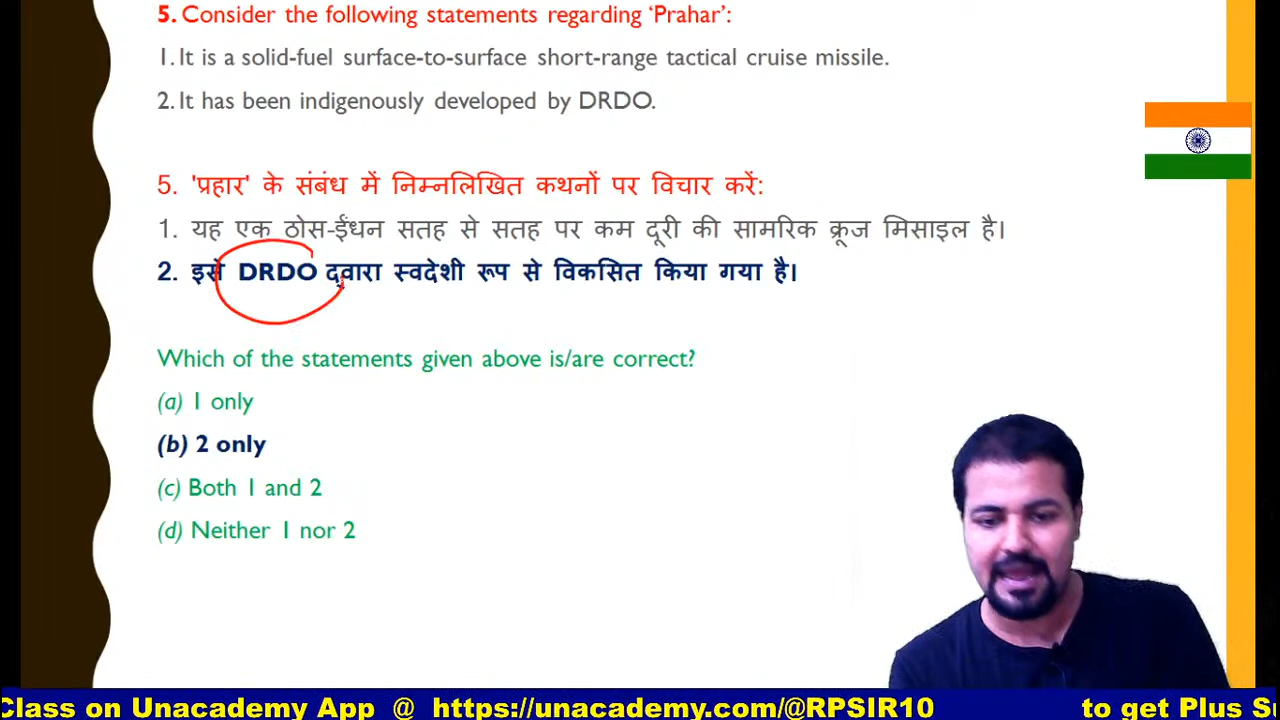 5. Consider the following statements regarding ‘Prahar’:
1. It is a solid-fuel surface-to-surface short-range tactical cruise missile.
2. It has been indigenously developed by DRDO.
5. 'प्रहार' के संबंध में निम्नलिखित कथनों पर विचार करें:
1. यह एक ठोस-ईंधन सतह से सतह पर कम दूरी की सामरिक क्रूज मिसाइल है।
2. इसे DRDO द्वारा स्वदेशी रूप से विकसित किया गया है।
Which of the statements given above is/are correct?
(a) 1 only
(b) 2 only
(c) Both 1 and 2
(d) Neither 1 nor 2
Class on Unacademy App @ https://unacademy.com/@RPSIR10 to get Plus S